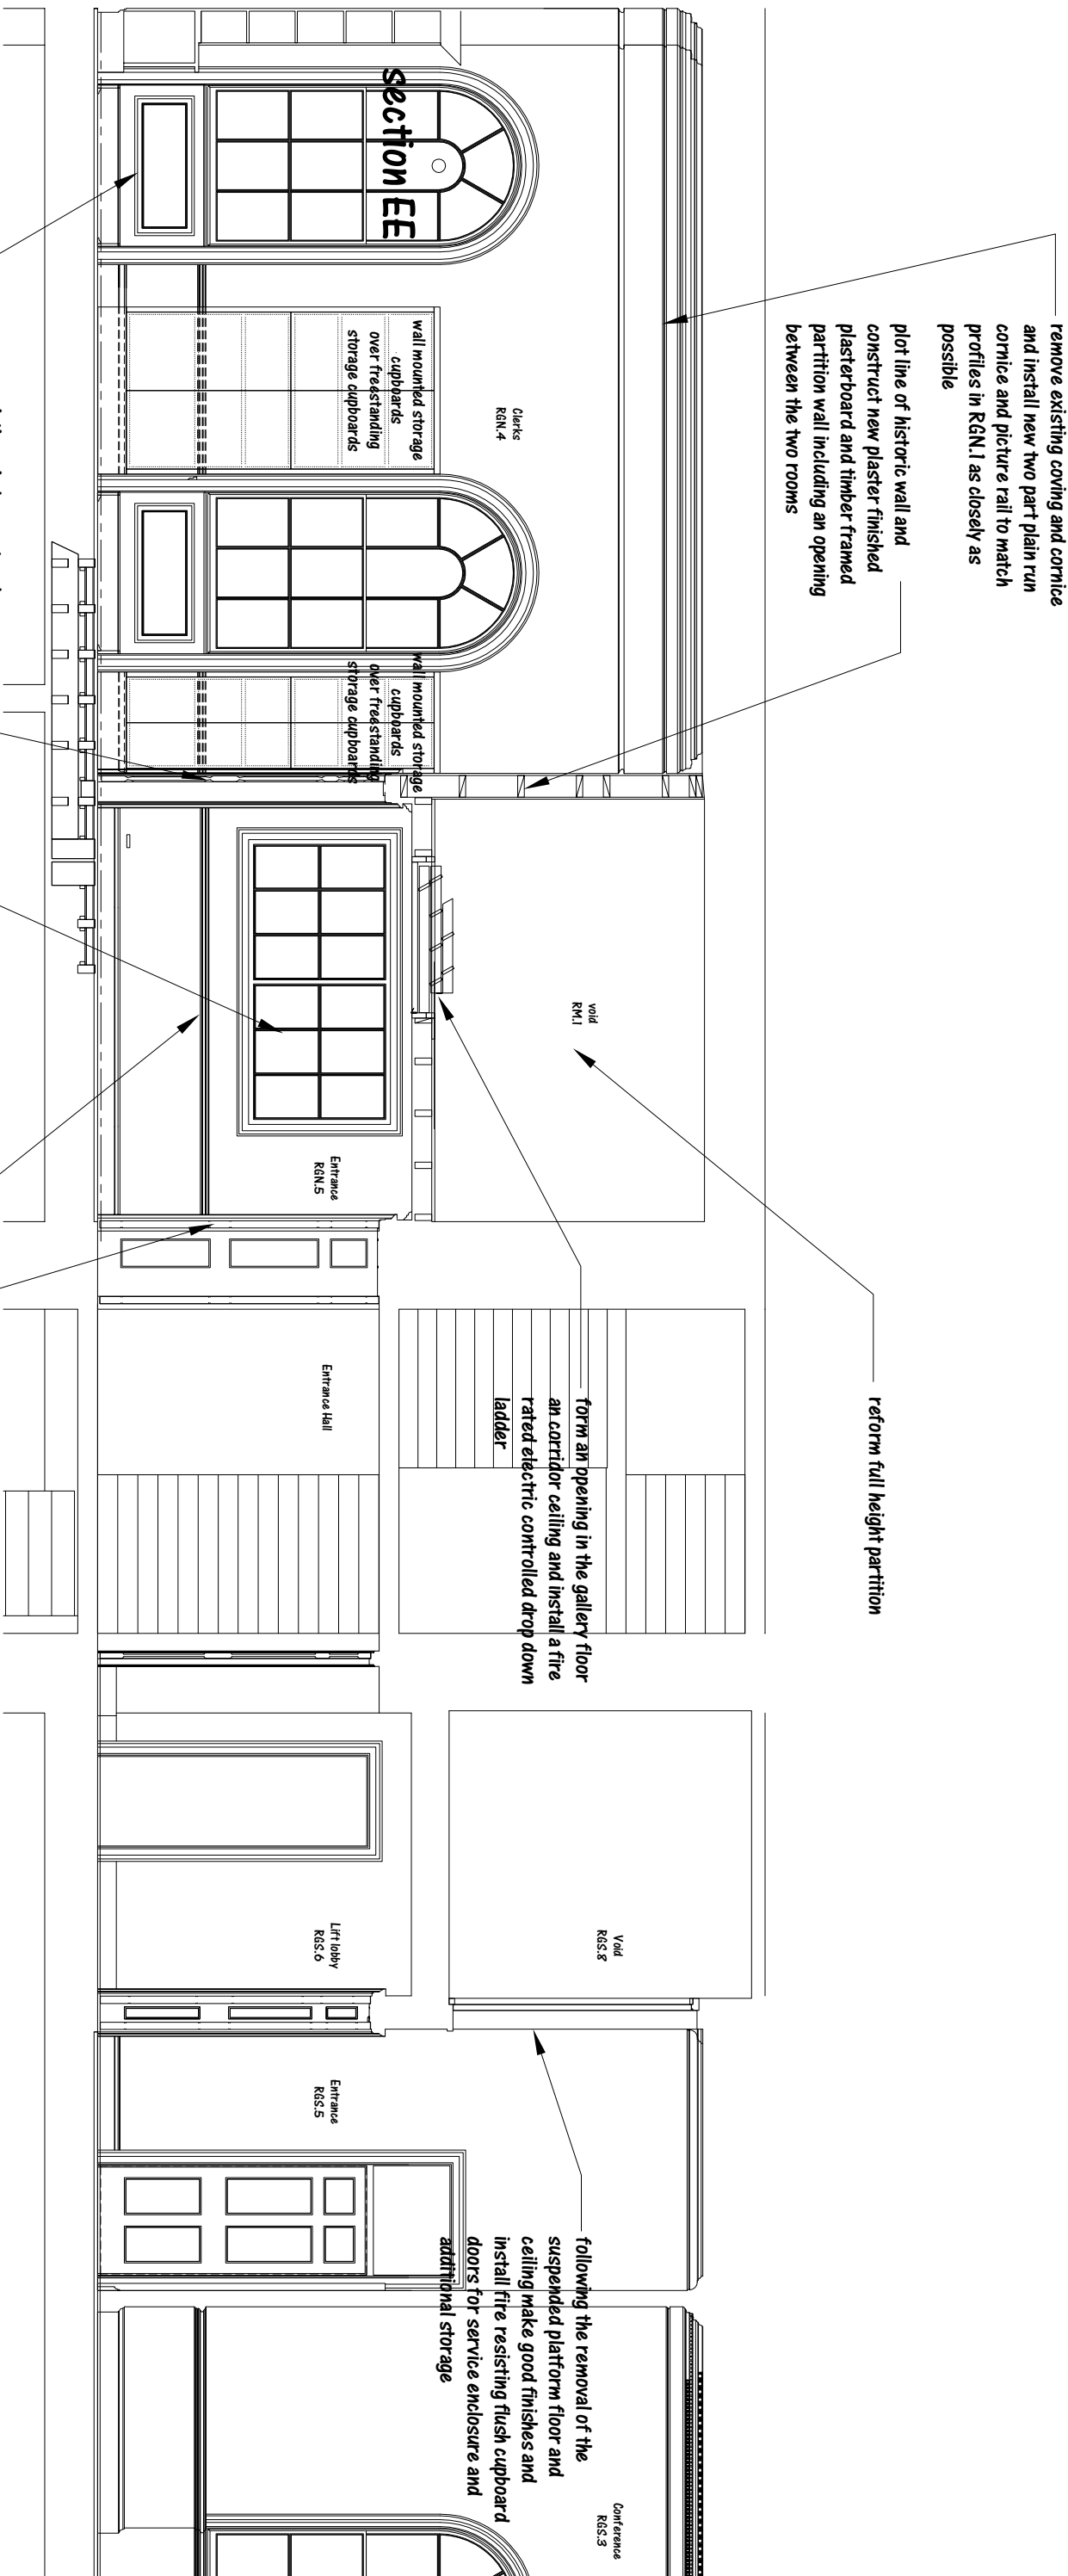 remove existing coving and cornice
and install new two part plain run
cornice and picture rail to match
profiles in RGN.1 as closely as
possible
plot line of historic wall and
construct new plaster finished
plasterboard and timber framed
partition wall including an opening
between the two rooms
reform full height partition
section EE
Clerks
RGN.4
wall mounted storage
cupboards
over freestanding
storage cupboards
wall mounted storage
cupboards
over freestanding
storage cupboards
void
RM.1
Entrance
RGN.5
Entrance Hall
form an opening in the gallery floor
an corridor ceiling and install a fire
rated electric controlled drop down
ladder
Void
RGS.8
Lift lobby
RGS.6
Entrance
RGS.5
following the removal of the
suspended platform floor and
ceiling make good finishes and
install fire resisting flush cupboard
doors for service enclosure and
additional storage
Conference
RGS.3